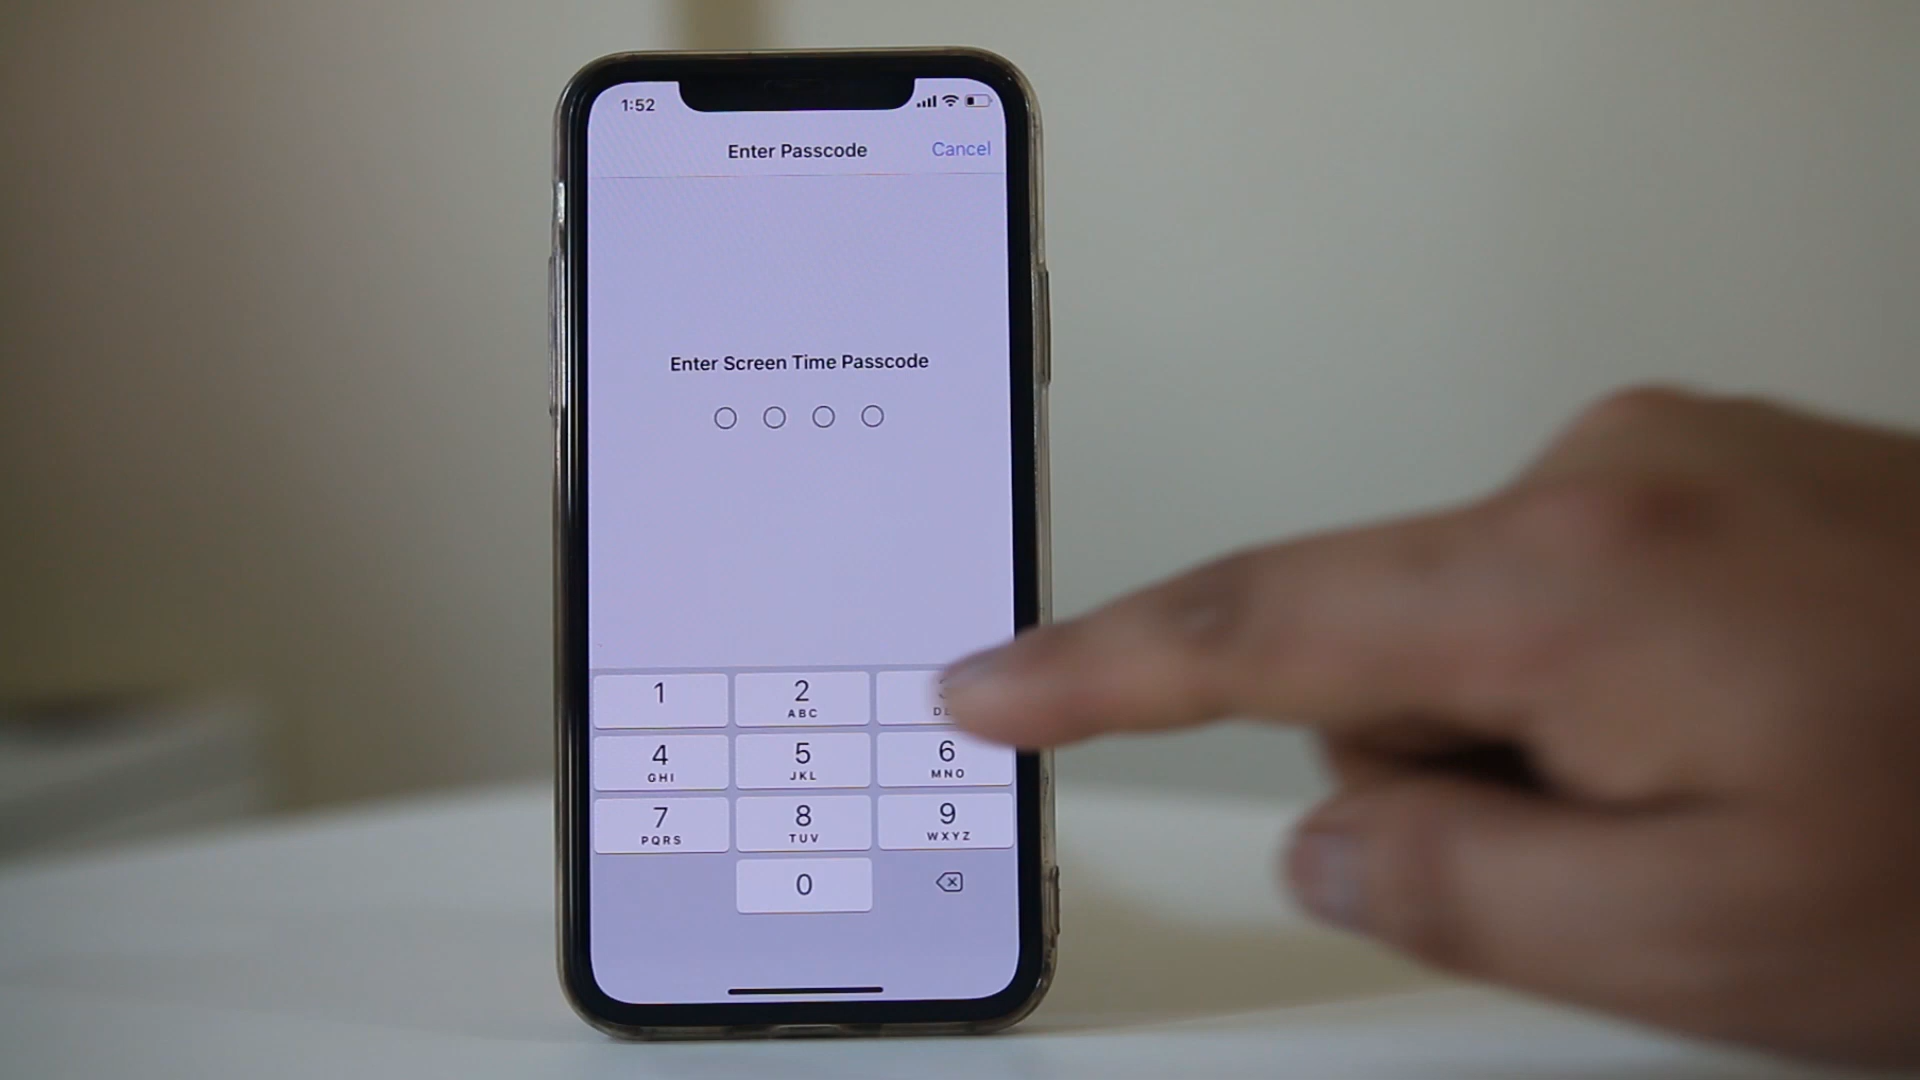 1:52
Enter Passcode Cancel
Enter Screen Time Passcode
1 2 3
ABC
4 5 6
GHI JKL MNO
7 8 9
PQRS TUV WXYZ
0